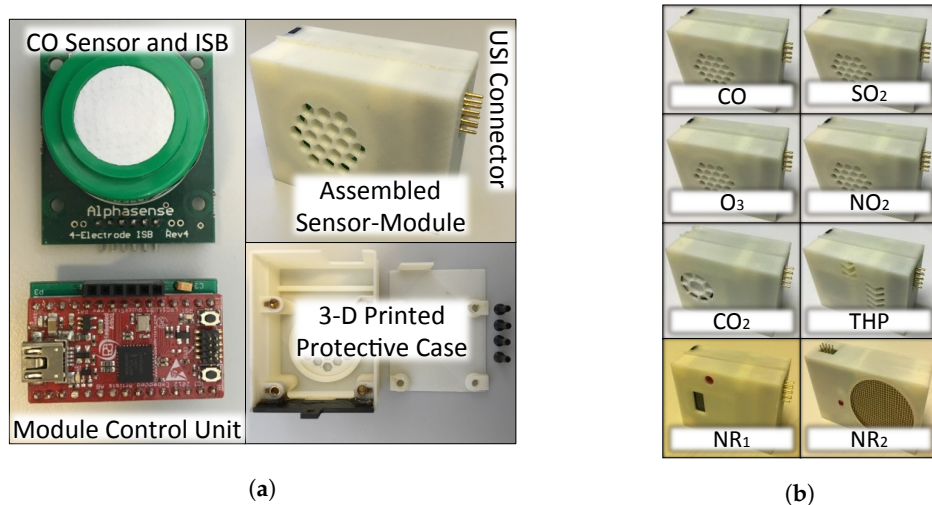 CO Sensor and ISB
Alphasense
4-Electrode ISB Rev4
Module Control Unit
USI Connector
Assembled
Sensor-Module
3-D Printed
Protective Case
(a)
CO
SO2
O3
NO2
CO2
THP
NR1
NR2
(b)